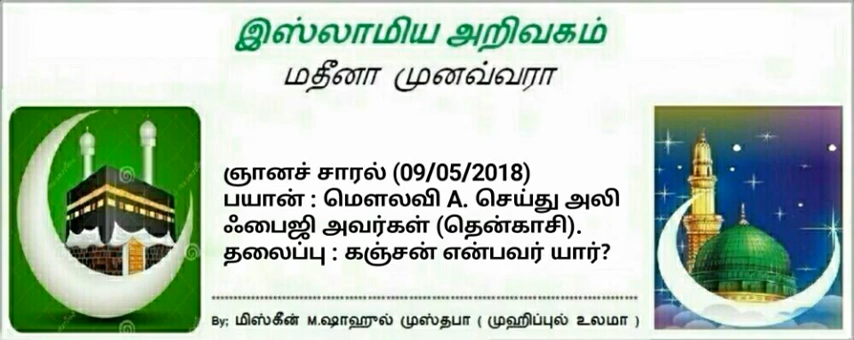 இஸ்லாமிய அறிவகம்
மதீனா முனவ்வரா
ஞானச் சாரல் (09/05/2018)
பயான் : மௌலவி A. செய்து அலி
ஃபைஜி அவர்கள் (தென்காசி).
தலைப்பு : கஞ்சன் என்பவர் யார்?
By; மிஸ்கீன் M.ஷாஹுல் முஸ்தபா ( முஹிப்புல் உலமா )